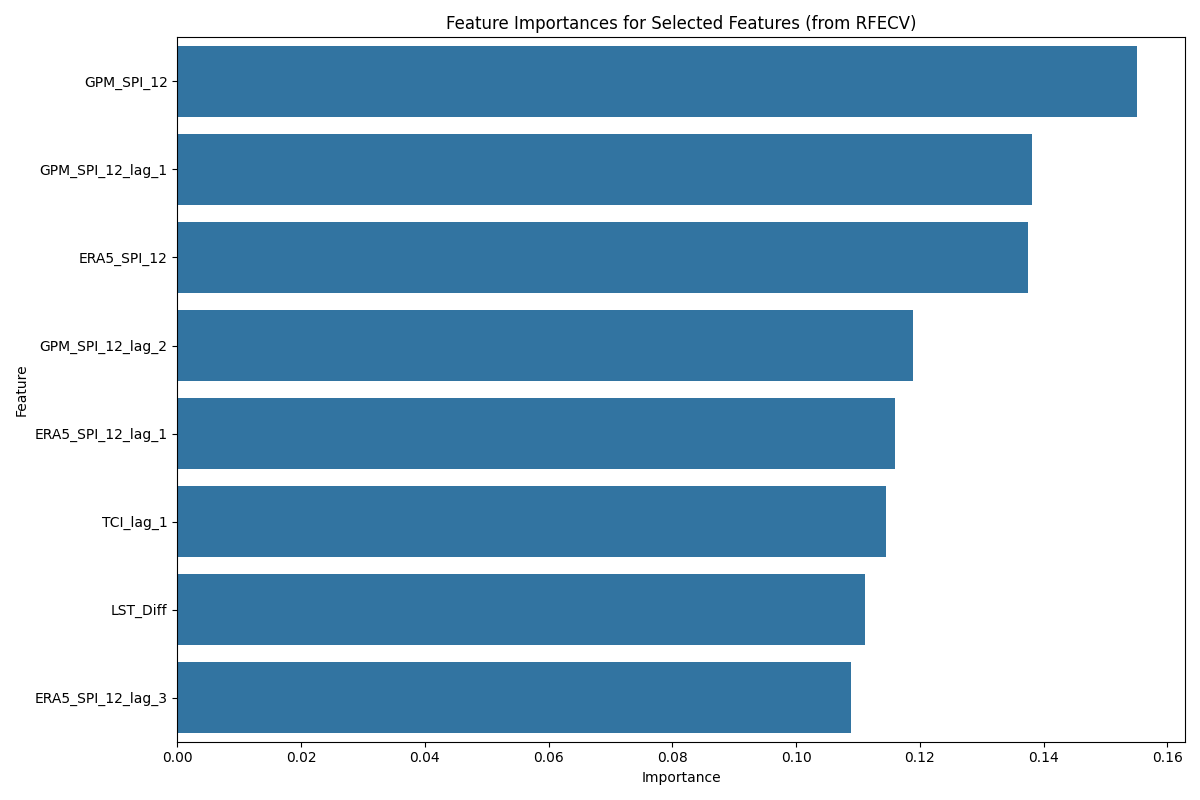 Feature Importances for Selected Features (from RFECV)
Feature
GPM_SPI_12
GPM_SPI_12_lag_1
ERA5_SPI_12
GPM_SPI_12_lag_2
ERA5_SPI_12_lag_1
TCI_lag_1
LST_Diff
ERA5_SPI_12_lag_3
0.00 0.02 0.04 0.06 0.08 0.10 0.12 0.14 0.16
Importance